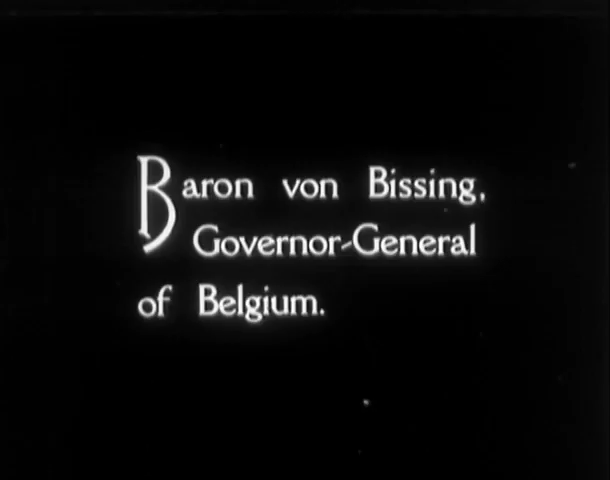 Baron von Bissing,
Governor-General
of Belgium.